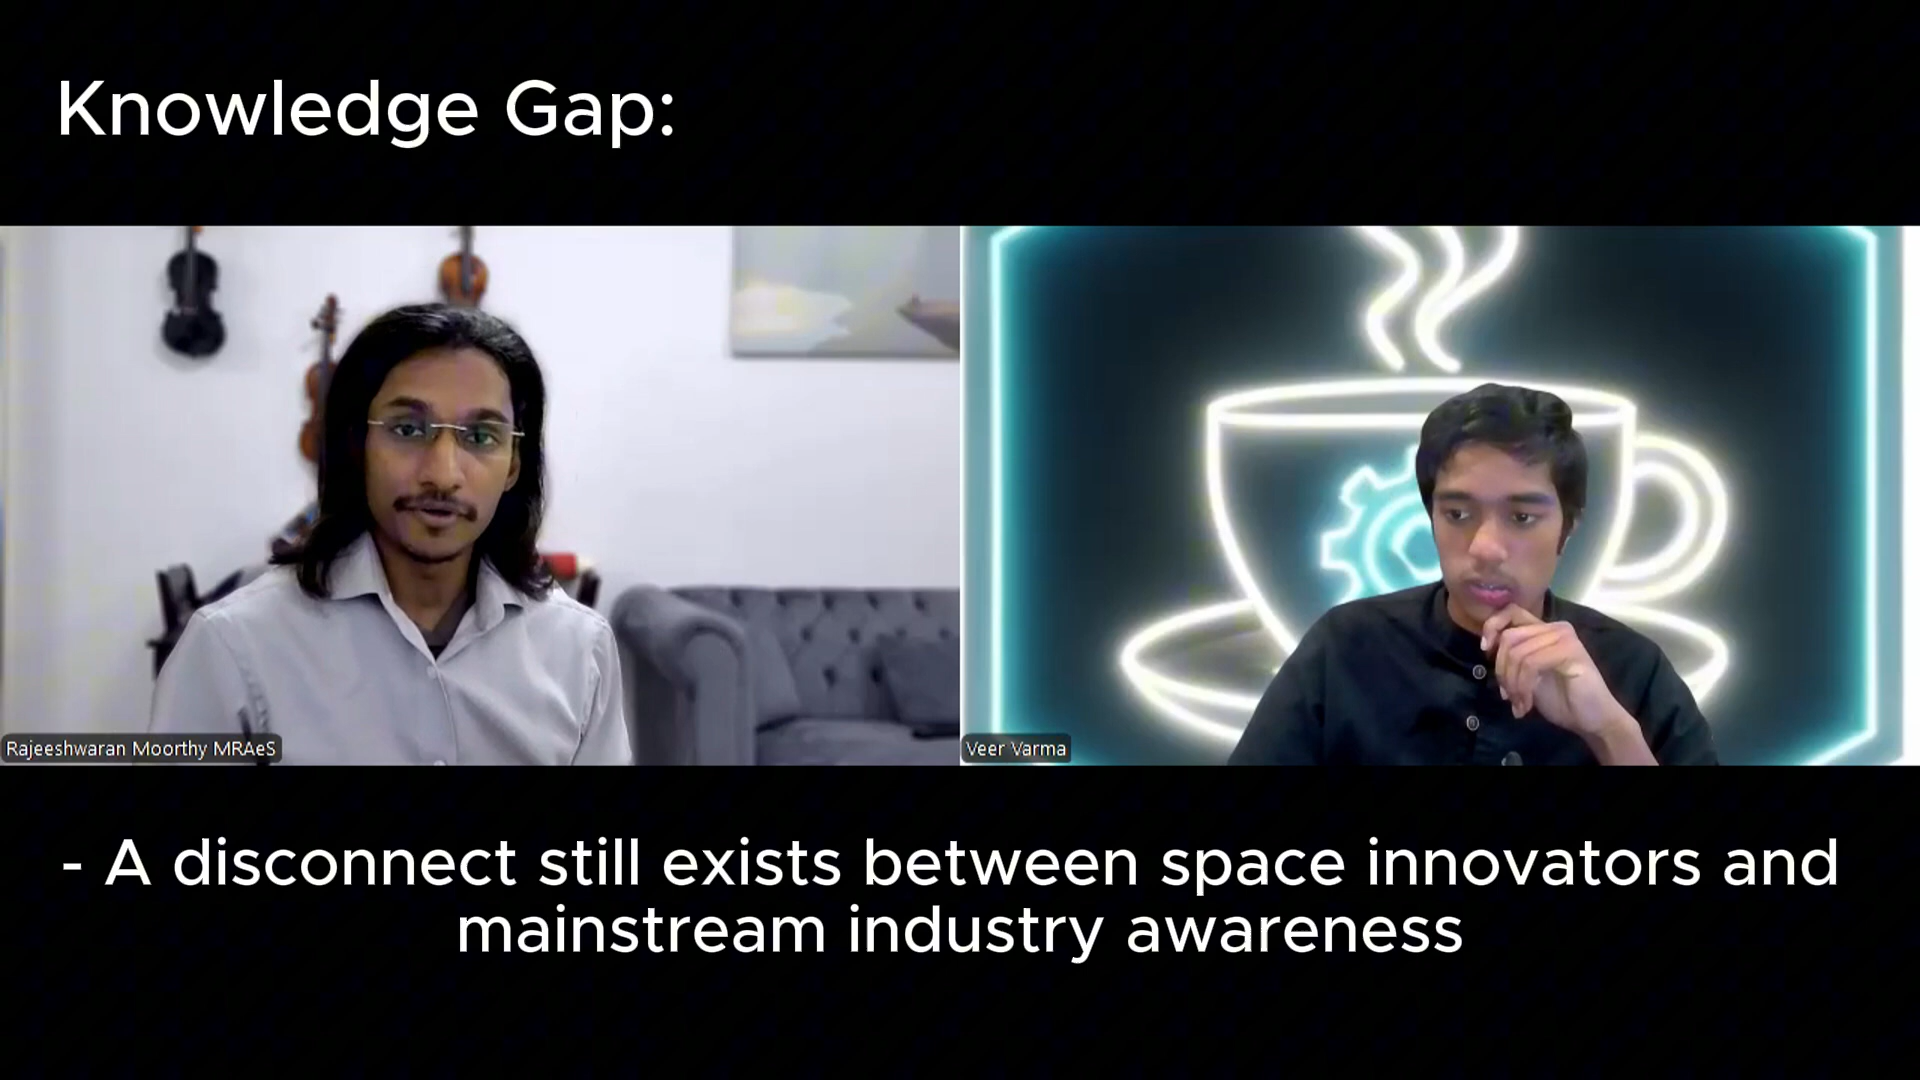 Knowledge Gap:
Rajeeshwaran Moorthy MRAeS
Veer Varma
- A disconnect still exists between space innovators and
mainstream industry awareness